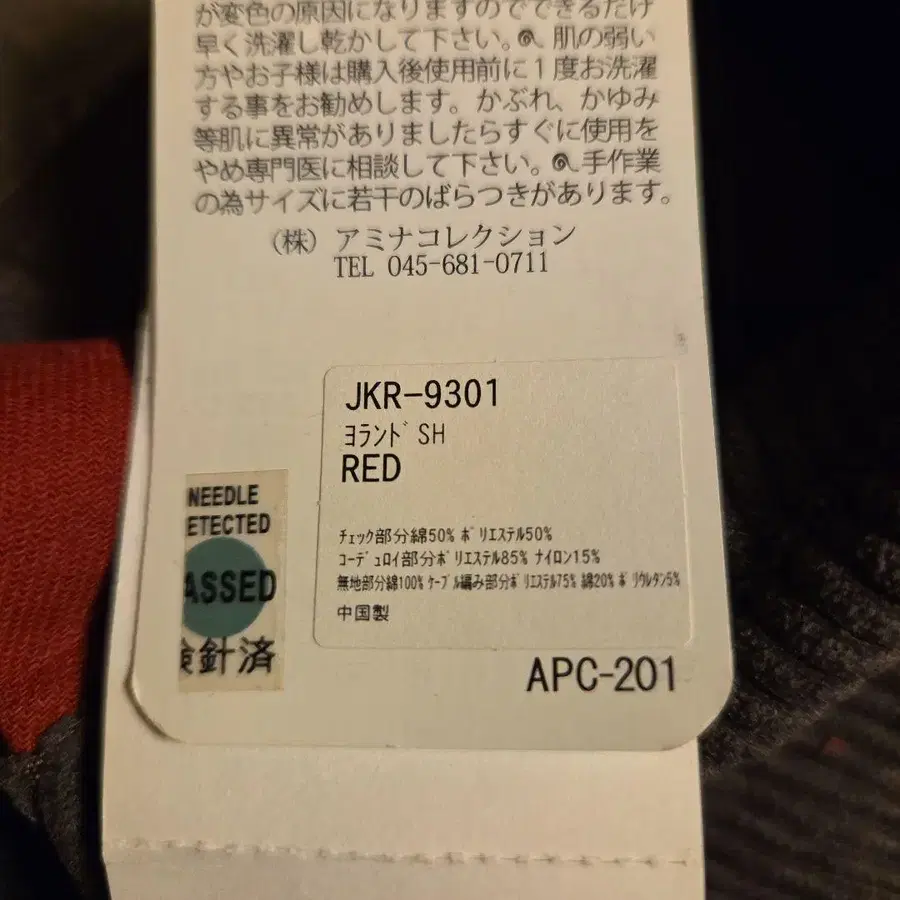 が変色の原因になりますのでできるだけ
早く洗濯し乾かして下さい。 肌の弱い
方やお子様は購入後使用前に1度お洗濯
する事をお勧めします。かぶれ、かゆみ
等肌に異常がありましたらすぐに使用を
やめ専門医に相談して下さい。 手作業
の為サイズに若干のばらつきがあります。
(株) アミナコレクション
TEL 045-681-0711
JKR-9301
ﾖﾗﾝﾄﾞ SH
RED
ﾁｪｯｸ部分綿50% ﾎﾟﾘｴｽﾃﾙ50%
ｺｰﾃﾞｭﾛｲ部分ﾎﾟﾘｴｽﾃﾙ85% ﾅｲﾛﾝ15%
無地部分綿100% ｹｰﾌﾞﾙ編み部分ﾎﾟﾘｴｽﾃﾙ75% 綿20% ﾎﾟﾘｳﾚﾀﾝ5%
中国製
NEEDLE
ETECTED
ASSED
検針済
APC-201